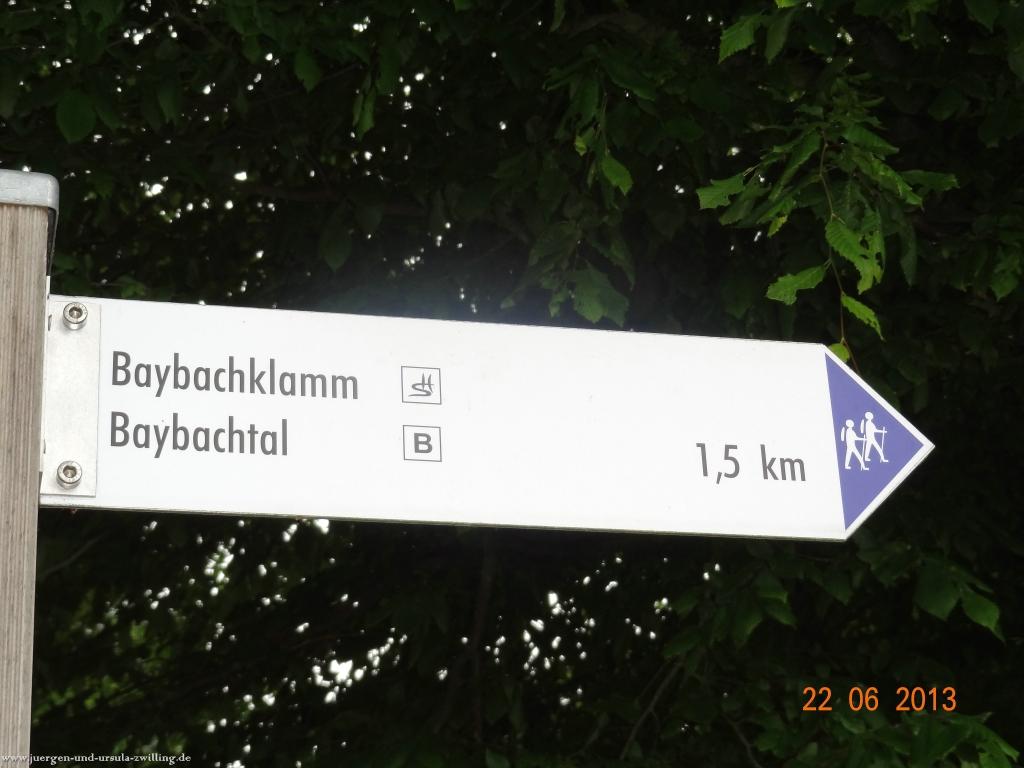 Baybachklamm
Baybachtal B
1,5 km
22 06 2013
www.juergen-und-ursula-zwilling.de